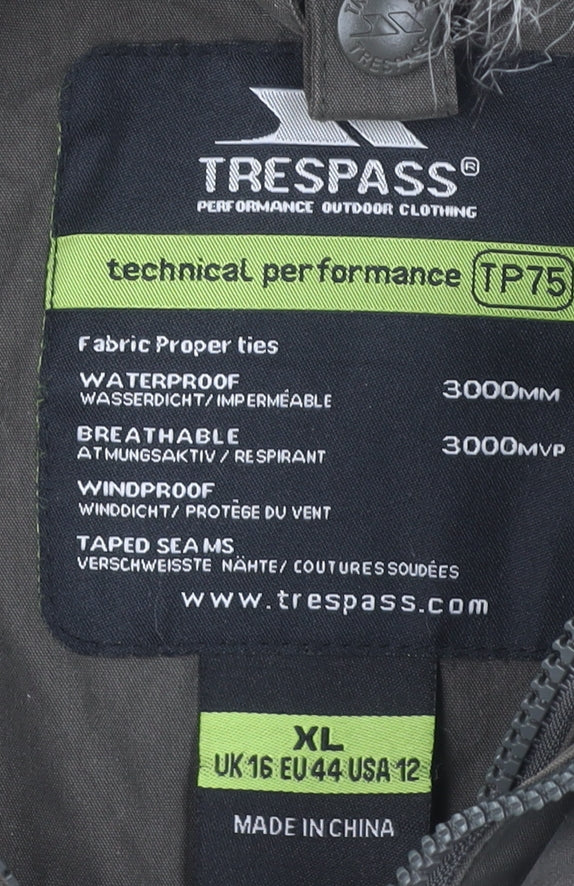 TRESPASS
TRESPASS®
PERFORMANCE OUTDOOR CLOTHING
technical performance TP75
Fabric Properties
WATERPROOF 3000MM
WASSERDICHT/IMPERMÉABLE
BREATHABLE 3000MVP
ATMUNGSAKTIV / RESPIRANT
WINDPROOF
WINDDICHT/ PROTÈGE DU VENT
TAPED SEAMS
VERSCHWEISSTE NÄHTE/ COUTURES SOUDÉES
www.trespass.com
XL
UK 16 EU 44 USA 12
MADE IN CHINA